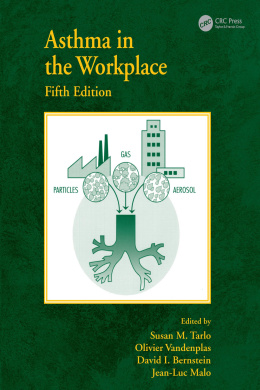 CRC Press
Taylor & Francis Group
Asthma in
the Workplace
Fifth Edition
GAS
PARTICLES
AEROSOL
Edited by
Susan M. Tarlo
Olivier Vandenplas
David I. Bernstein
Jean-Luc Malo